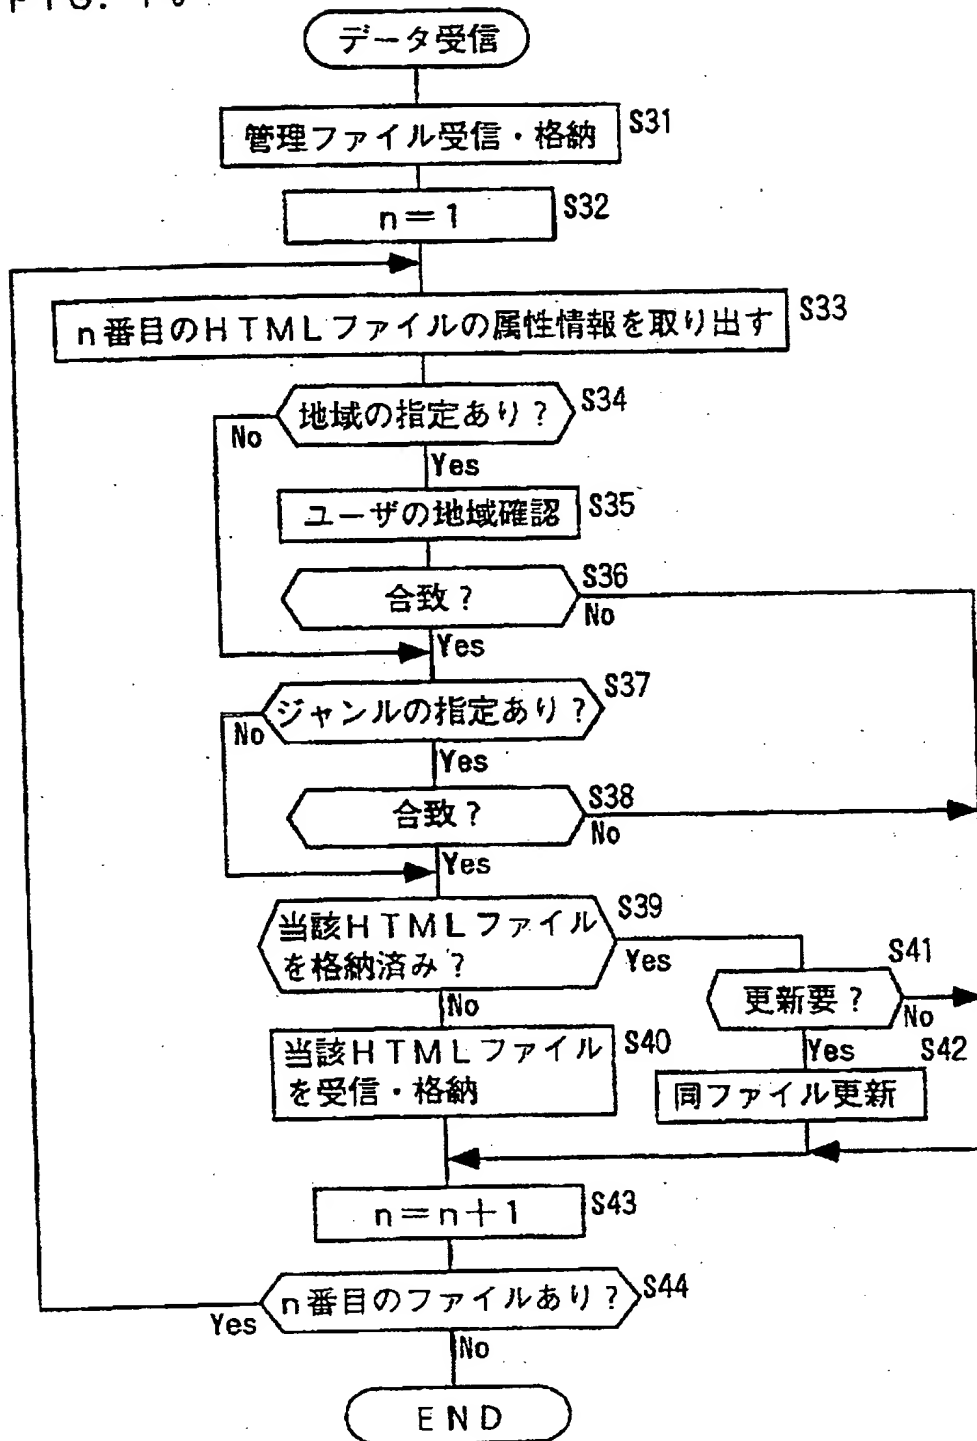 データ受信
管理ファイル受信・格納 S31
n=1 S32
n番目のHTMLファイルの属性情報を取り出す S33
地域の指定あり? S34
No
Yes
ユーザの地域確認 S35
合致? S36
No
Yes
ジャンルの指定あり? S37
No
Yes
合致? S38
No
Yes
当該HTMLファイル S39
を格納済み?
Yes
No
更新要? S41
No
Yes
当該HTMLファイル S40
を受信・格納
同ファイル更新 S42
n=n+1 S43
n番目のファイルあり? S44
Yes
No
END